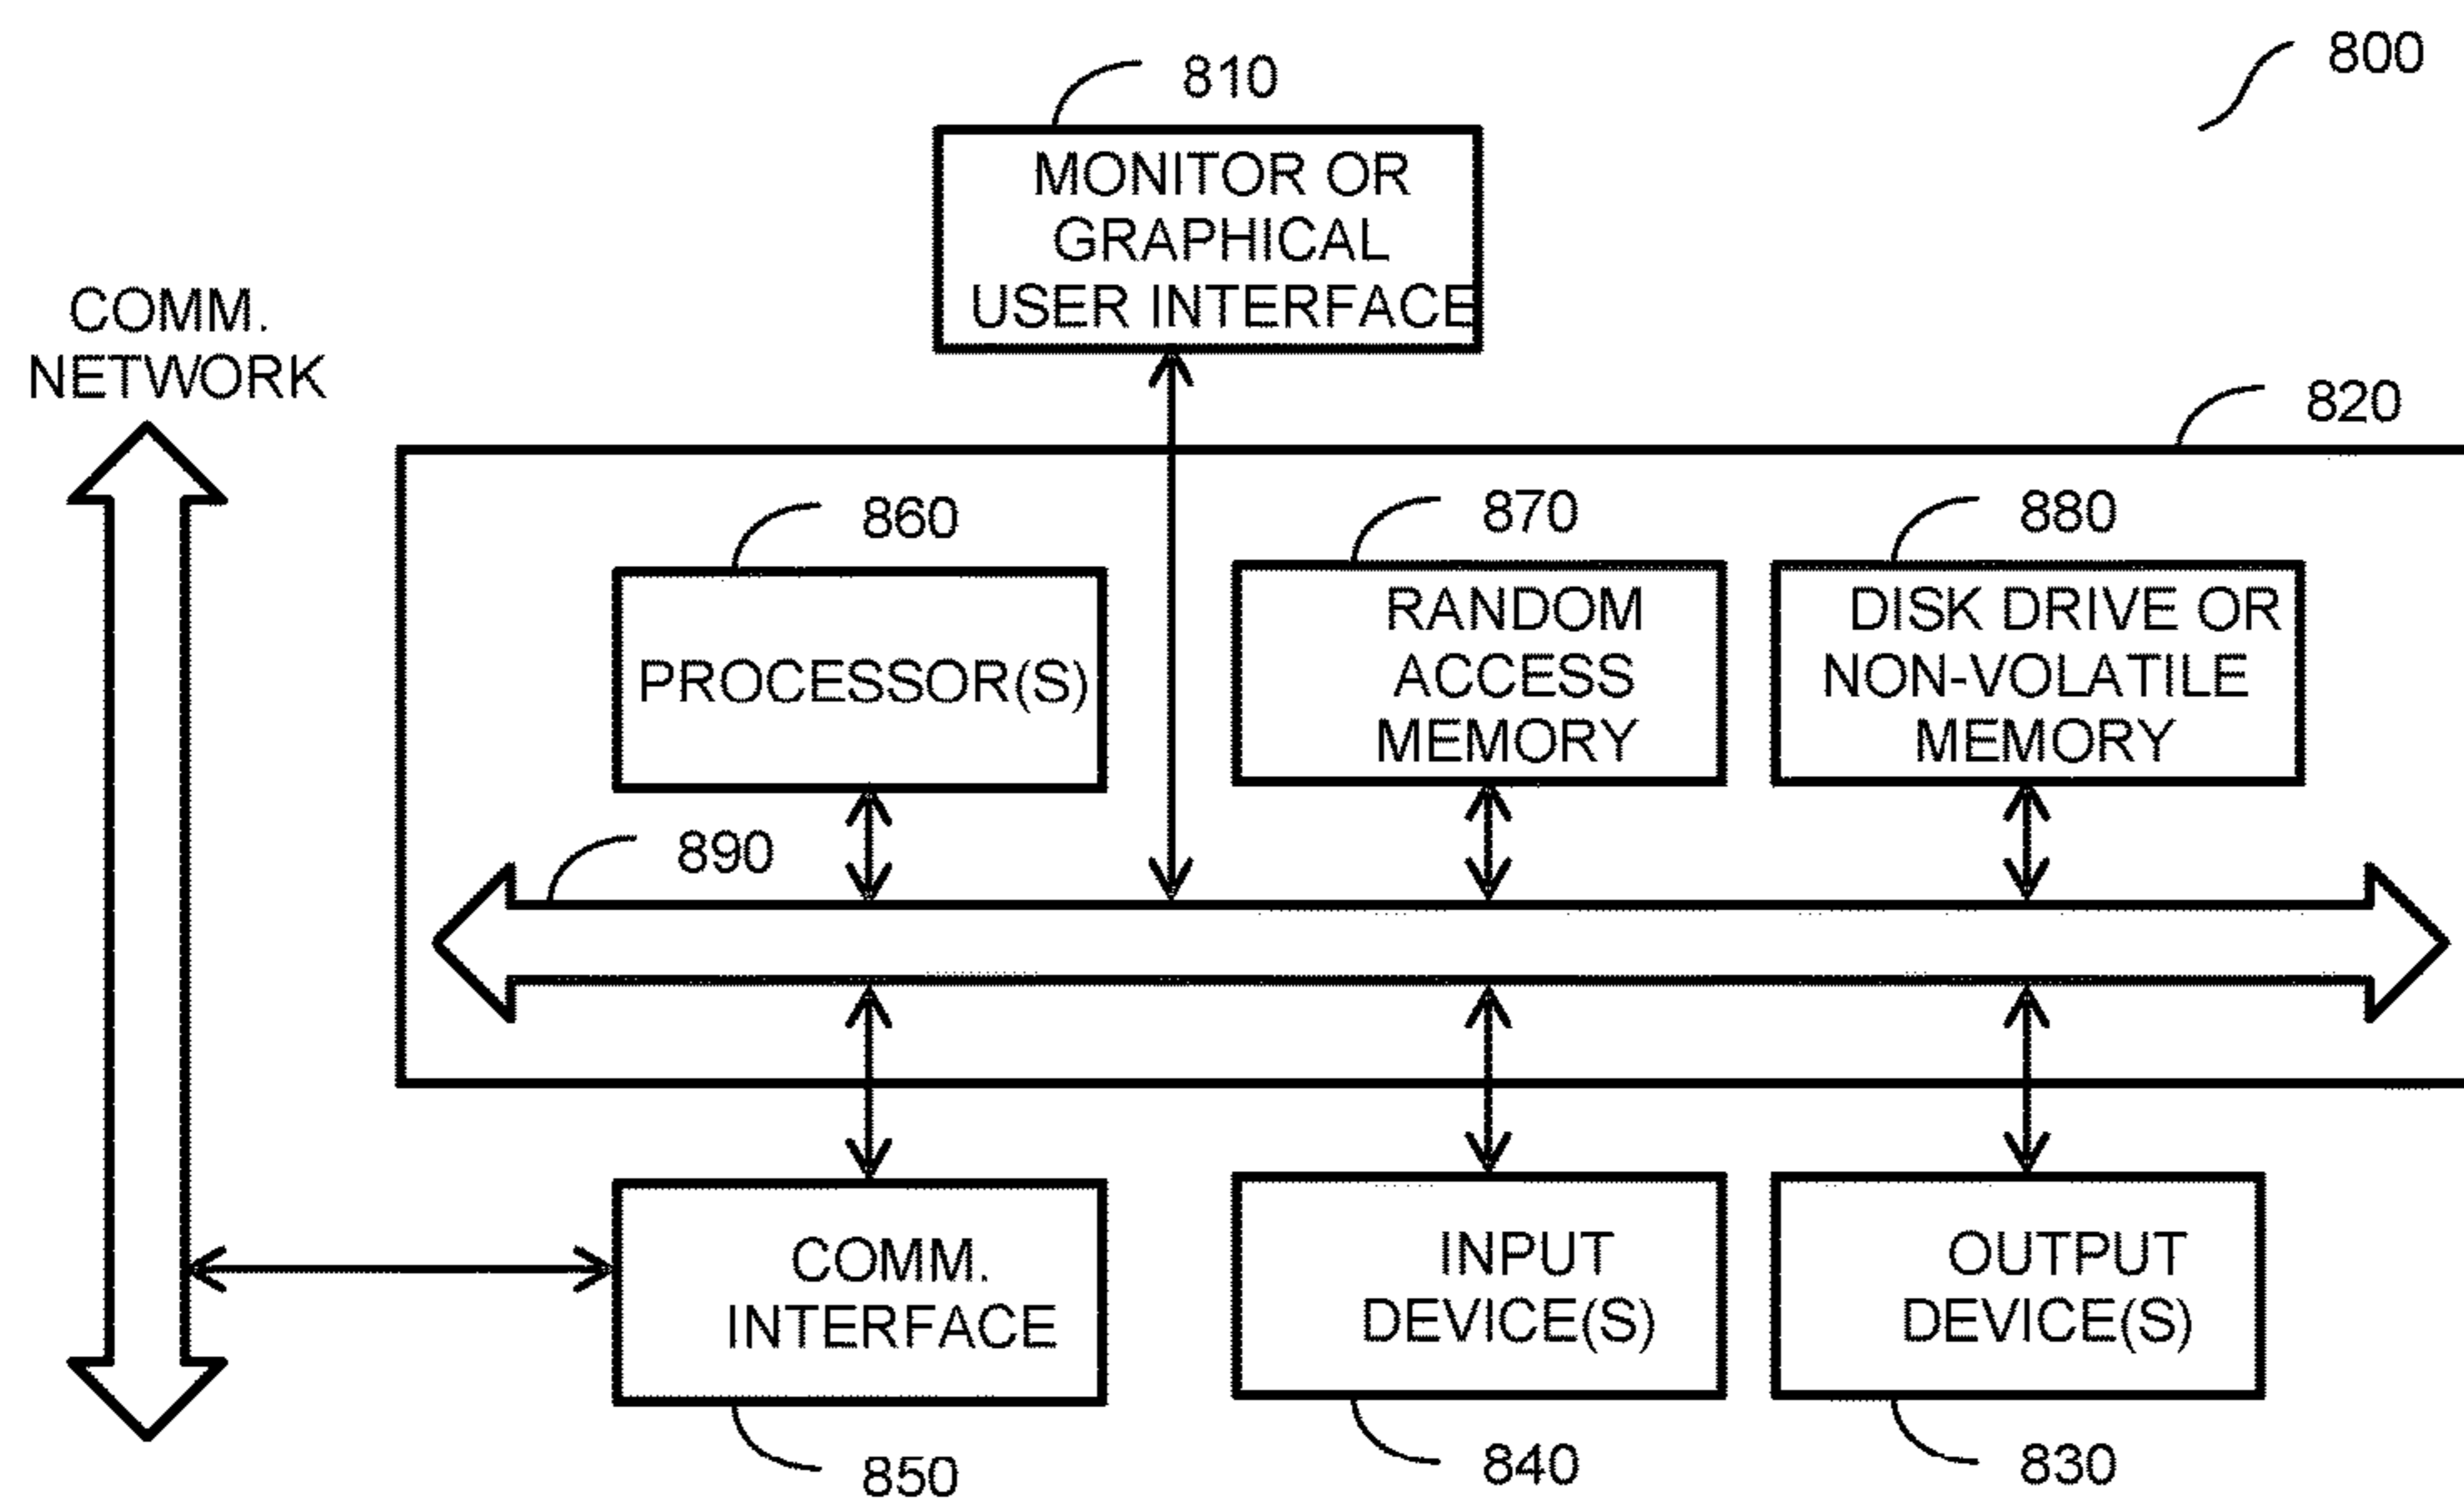 800
810
MONITOR OR
GRAPHICAL
USER INTERFACE
COMM.
NETWORK
820
860
870
880
PROCESSOR(S)
RANDOM
ACCESS
MEMORY
DISK DRIVE OR
NON-VOLATILE
MEMORY
890
COMM.
INTERFACE
INPUT
DEVICE(S)
OUTPUT
DEVICE(S)
850
840
830